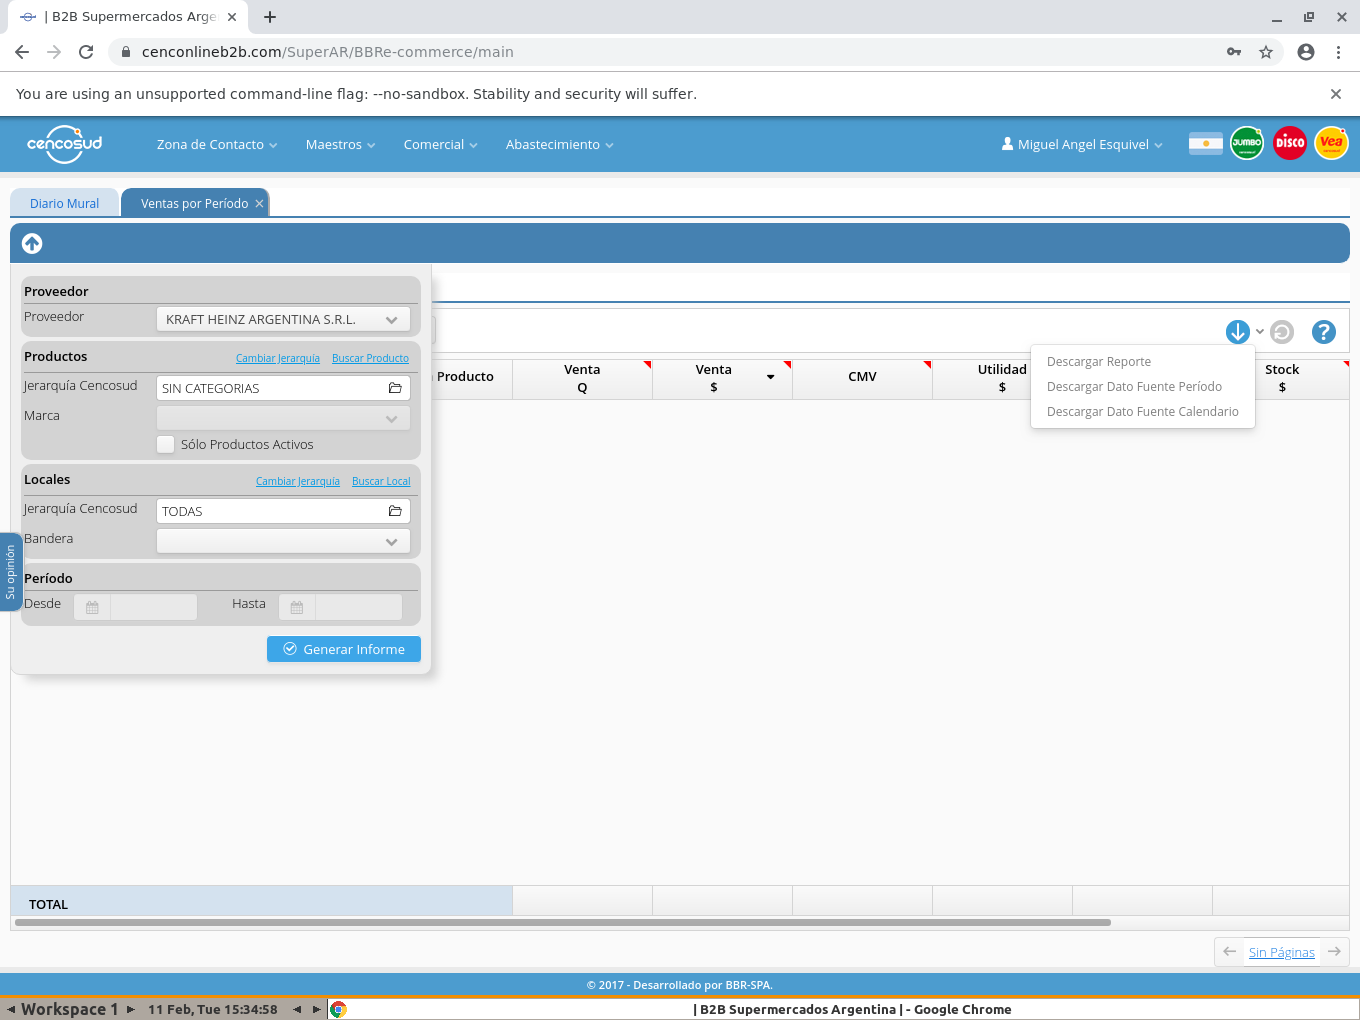 | B2B Supermercados Arge
cenconlineb2b.com/SuperAR/BBRe-commerce/main
You are using an unsupported command-line flag: --no-sandbox. Stability and security will suffer.
cencosud
Zona de Contacto
Maestros
Comercial
Abastecimiento
Miguel Angel Esquivel
JUMBO
DISCO
Vea
Diario Mural
Ventas por Período
Proveedor
Proveedor
KRAFT HEINZ ARGENTINA S.R.L.
Productos
Cambiar Jerarquía
Buscar Producto
Jerarquía Cencosud
SIN CATEGORIAS
Marca
Sólo Productos Activos
Locales
Cambiar Jerarquía
Buscar Local
Jerarquía Cencosud
TODAS
Bandera
Su opinión
Período
Desde
Hasta
Generar Informe
Producto
Venta
Q
Venta
$
CMV
Utilidad
$
Stock
$
Descargar Reporte
Descargar Dato Fuente Período
Descargar Dato Fuente Calendario
TOTAL
Sin Páginas
© 2017 - Desarrollado por BBR-SPA.
Workspace 1
11 Feb, Tue 15:34:58
| B2B Supermercados Argentina | - Google Chrome